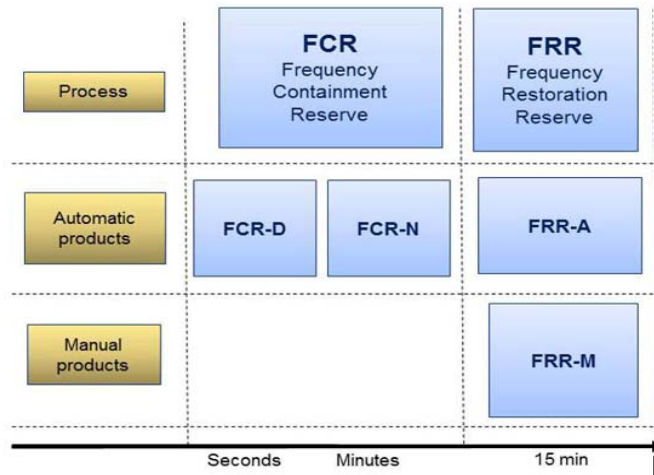 Process
FCR
Frequency
Containment
Reserve
FRR
Frequency
Restoration
Reserve
Automatic
products
FCR-D
FCR-N
FRR-A
Manual
products
FRR-M
Seconds
Minutes
15 min